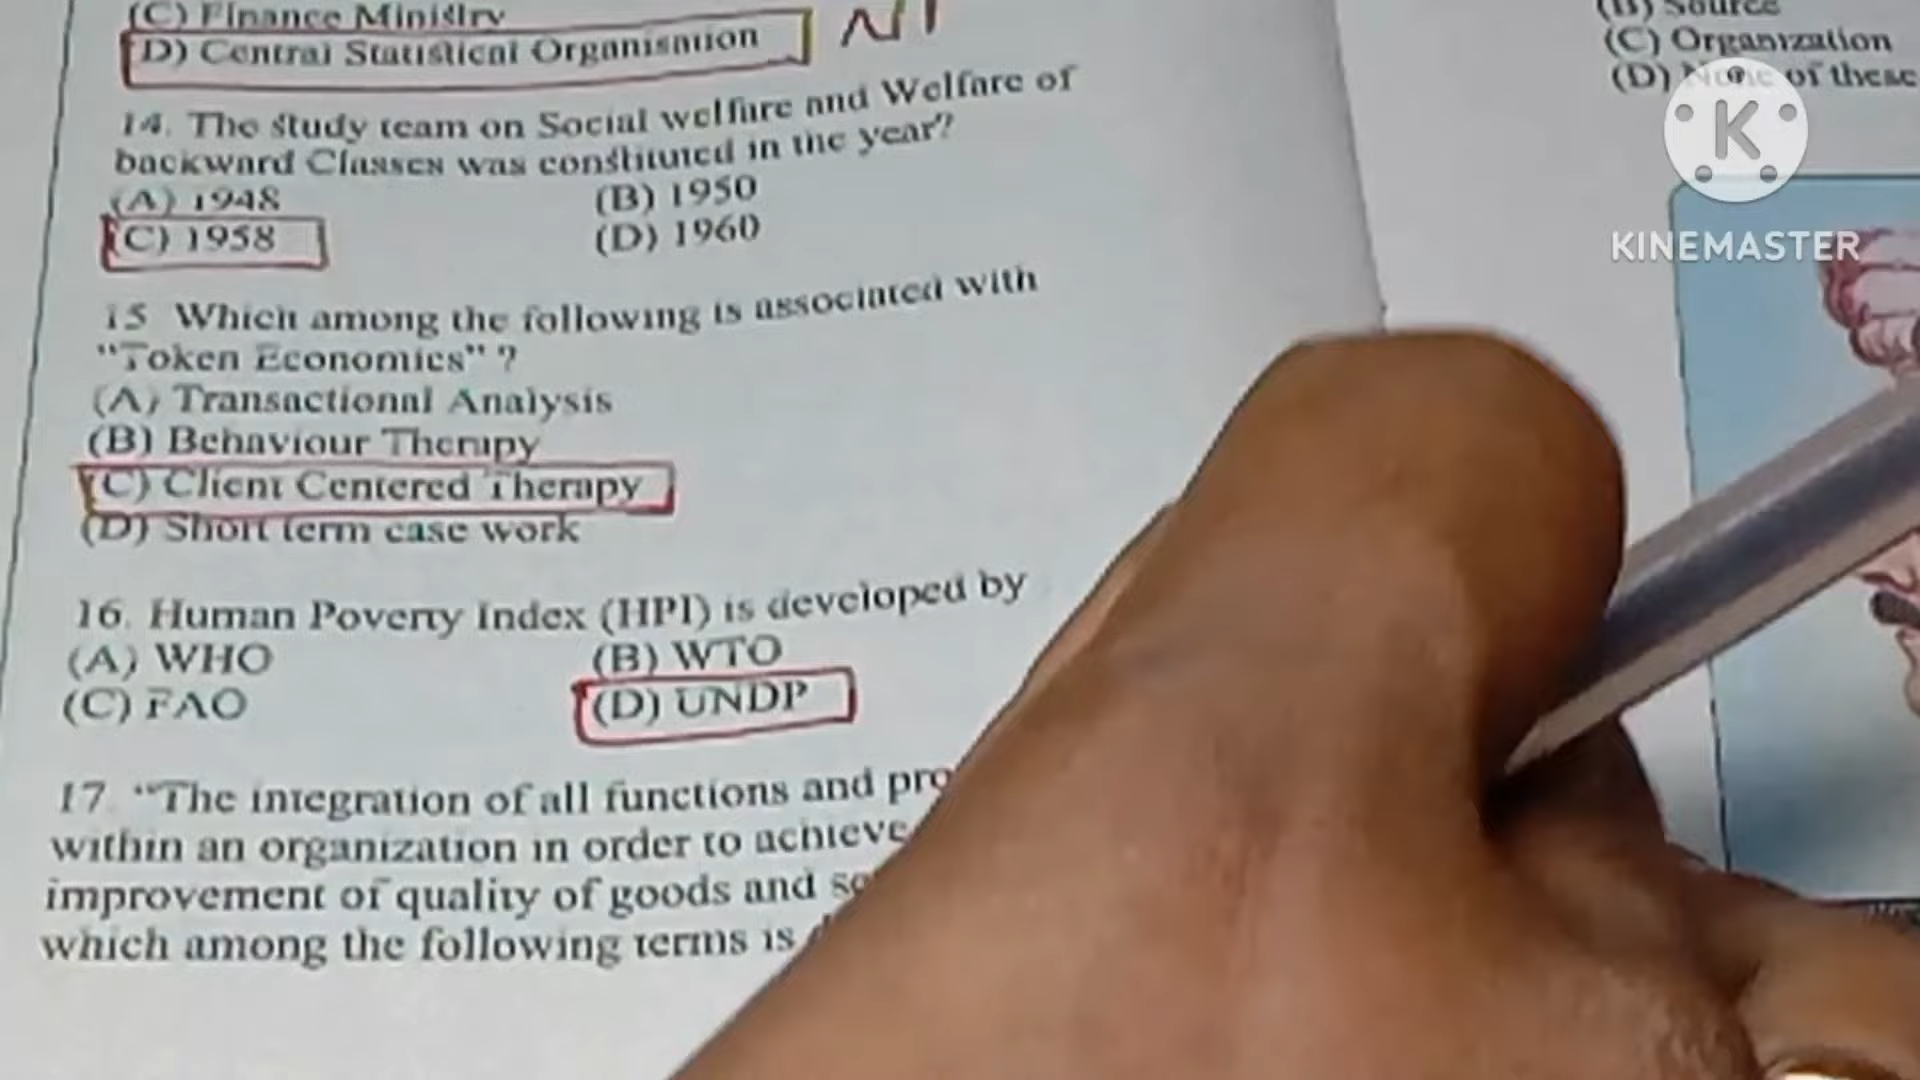 (C) Finance Ministry
D) Central Statistical Organisation
14. The study team on Social welfare and Welfare of
backward Classes was constituted in the year?
(A) 1948 (B) 1950
(C) 1958 (D) 1960
15 Which among the following is associated with
"Token Economics" ?
(A) Transactional Analysis
(B) Behaviour Therapy
(C) Client Centered Therapy
(D) Short term case work
16. Human Poverty Index (HPI) is developed by
(A) WHO (B) WTO
(C) FAO (D) UNDP
17. "The integration of all functions and
within an organization in order to achieve
improvement of quality of goods and
which among the following terms is
(B) Source
(C) Organization
(D) None of these
K
KINEMASTER